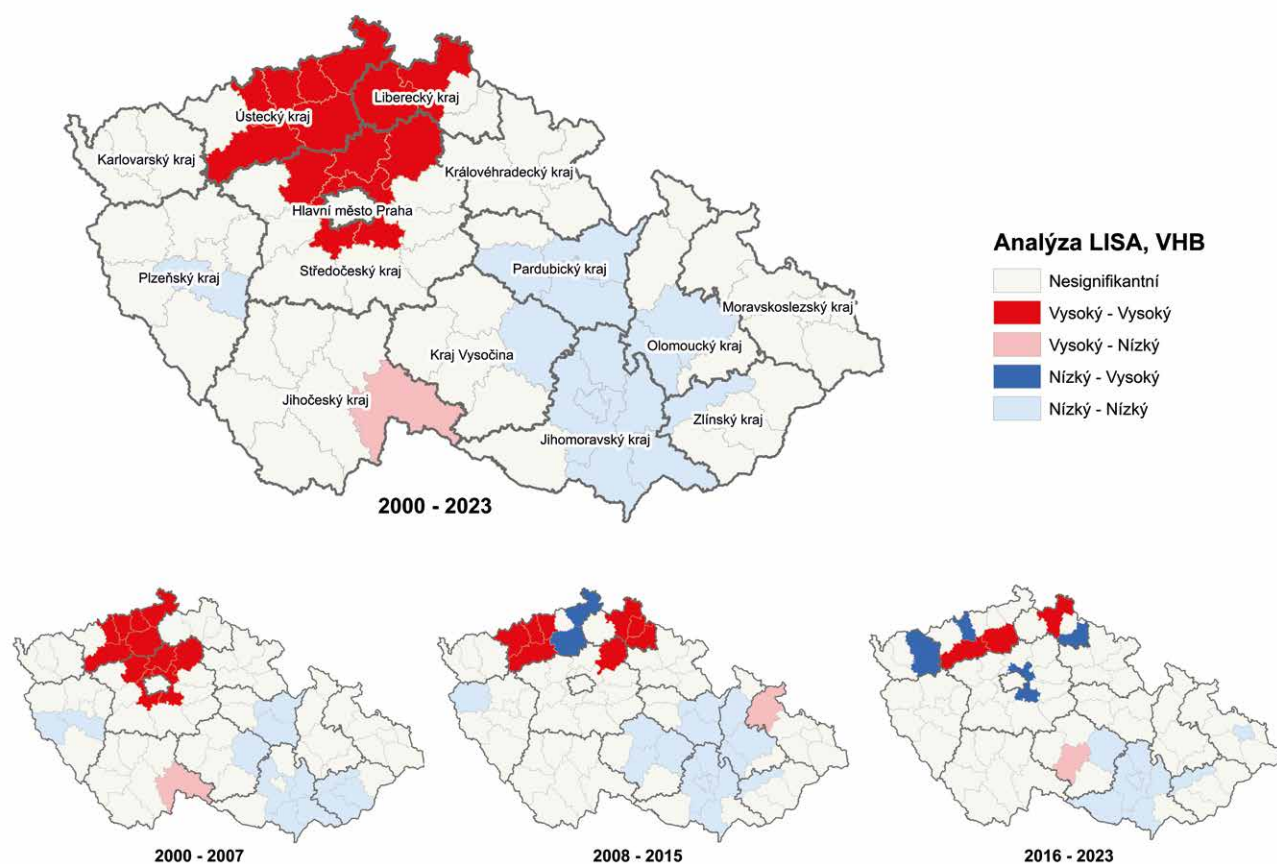 Liberecký kraj
Ústecký kraj
Karlovarský kraj
Královéhradecký kraj
Hlavní město Praha
Středočeský kraj
Plzeňský kraj
Pardubický kraj
Moravskoslezský kraj
Olomoucký kraj
Kraj Vysočina
Jihočeský kraj
Zlínský kraj
Jihomoravský kraj
2000 - 2023
Analýza LISA, VHB
Nesignifikantní
Vysoký - Vysoký
Vysoký - Nízký
Nízký - Vysoký
Nízký - Nízký
2000 - 2007
2008 - 2015
2016 - 2023